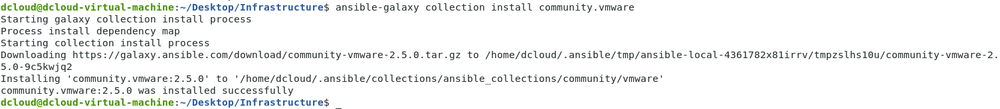 dcloud@dcloud-virtual-machine:~/Desktop/Infrastructure$ ansible-galaxy collection install community.vmware
Starting galaxy collection install process
Process install dependency map
Starting collection install process
Downloading https://galaxy.ansible.com/download/community-vmware-2.5.0.tar.gz to /home/dcloud/.ansible/tmp/ansible-local-4361782x81irrv/tmpzslhs10u/community-vmware-2.
5.0-9c5kwjq2
Installing 'community.vmware:2.5.0' to '/home/dcloud/.ansible/collections/ansible_collections/community/vmware'
community.vmware:2.5.0 was installed successfully
dcloud@dcloud-virtual-machine:~/Desktop/Infrastructure$ _